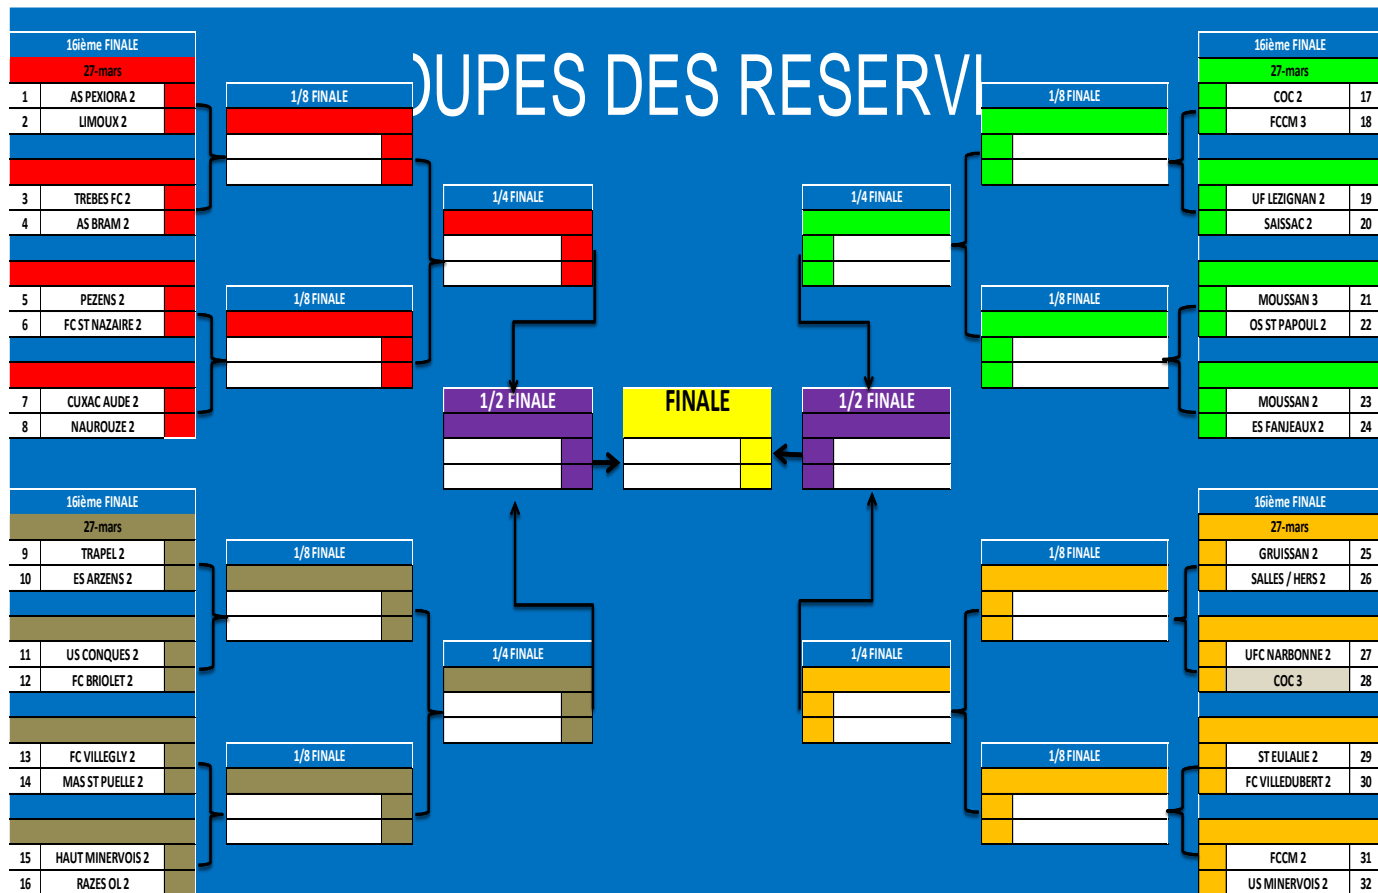 OUPES DES RESERV
16ième FINALE
27-mars
1 AS PEXIORA 2
2 LIMOUX 2
3 TREBES FC 2
4 AS BRAM 2
5 PEZENS 2
6 FC ST NAZAIRE 2
7 CUXAC AUDE 2
8 NAUROUZE 2
16ième FINALE
27-mars
9 TRAPEL 2
10 ES ARZENS 2
11 US CONQUES 2
12 FC BRIOLET 2
13 FC VILLEGLY 2
14 MAS ST PUELLE 2
15 HAUT MINERVOIS 2
16 RAZES OL 2
1/8 FINALE
1/8 FINALE
1/8 FINALE
1/8 FINALE
1/4 FINALE
1/2 FINALE
1/4 FINALE
FINALE
1/4 FINALE
1/2 FINALE
1/4 FINALE
1/8 FINALE
1/8 FINALE
1/8 FINALE
1/8 FINALE
16ième FINALE
27-mars
COC 2 17
FCCM 3 18
UF LEZIGNAN 2 19
SAISSAC 2 20
MOUSSAN 3 21
OS ST PAPOUL 2 22
MOUSSAN 2 23
ES FANJEAUX 2 24
16ième FINALE
27-mars
GRUISSAN 2 25
SALLES / HERS 2 26
UFC NARBONNE 2 27
COC 3 28
ST EULALIE 2 29
FC VILLEDUBERT 2 30
FCCM 2 31
US MINERVOIS 2 32